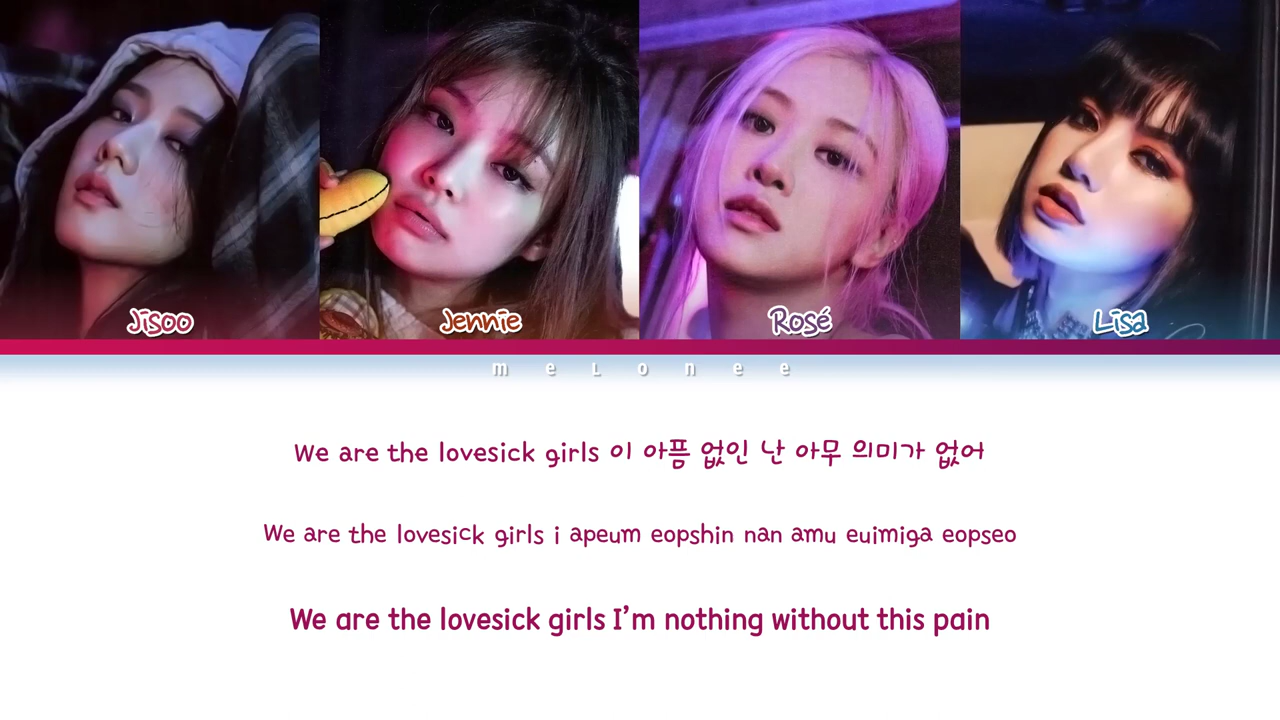 Jisoo
Jennie
Rosé
Lisa
meLonee
We are the lovesick girls 이 아픔 없인 난 아무 의미가 없어
We are the lovesick girls i apeum eopshin nan amu euimiga eopseo
We are the lovesick girls I’m nothing without this pain